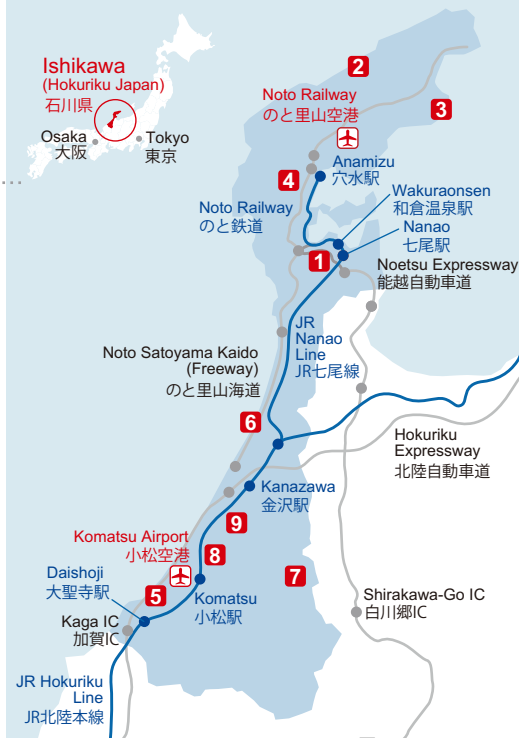 Ishikawa
(Hokuriku Japan)
石川県
Osaka
大阪
Tokyo
東京
2
Noto Railway
のと里山空港
3
Anamizu
穴水駅
4
Wakuraonsen
和倉温泉駅
Noto Railway
のと鉄道
Nanao
七尾駅
1
Noetsu Expressway
能越自動車道
JR
Nanao
Line
JR七尾線
Noto Satoyama Kaido
(Freeway)
のと里山海道
6
Hokuriku
Expressway
北陸自動車道
Kanazawa
金沢駅
9
Komatsu Airport
小松空港
8
7
Daishoji
大聖寺駅
5
Komatsu
小松駅
Shirakawa-Go IC
白川郷IC
Kaga IC
加賀IC
JR Hokuriku
Line
JR北陸本線